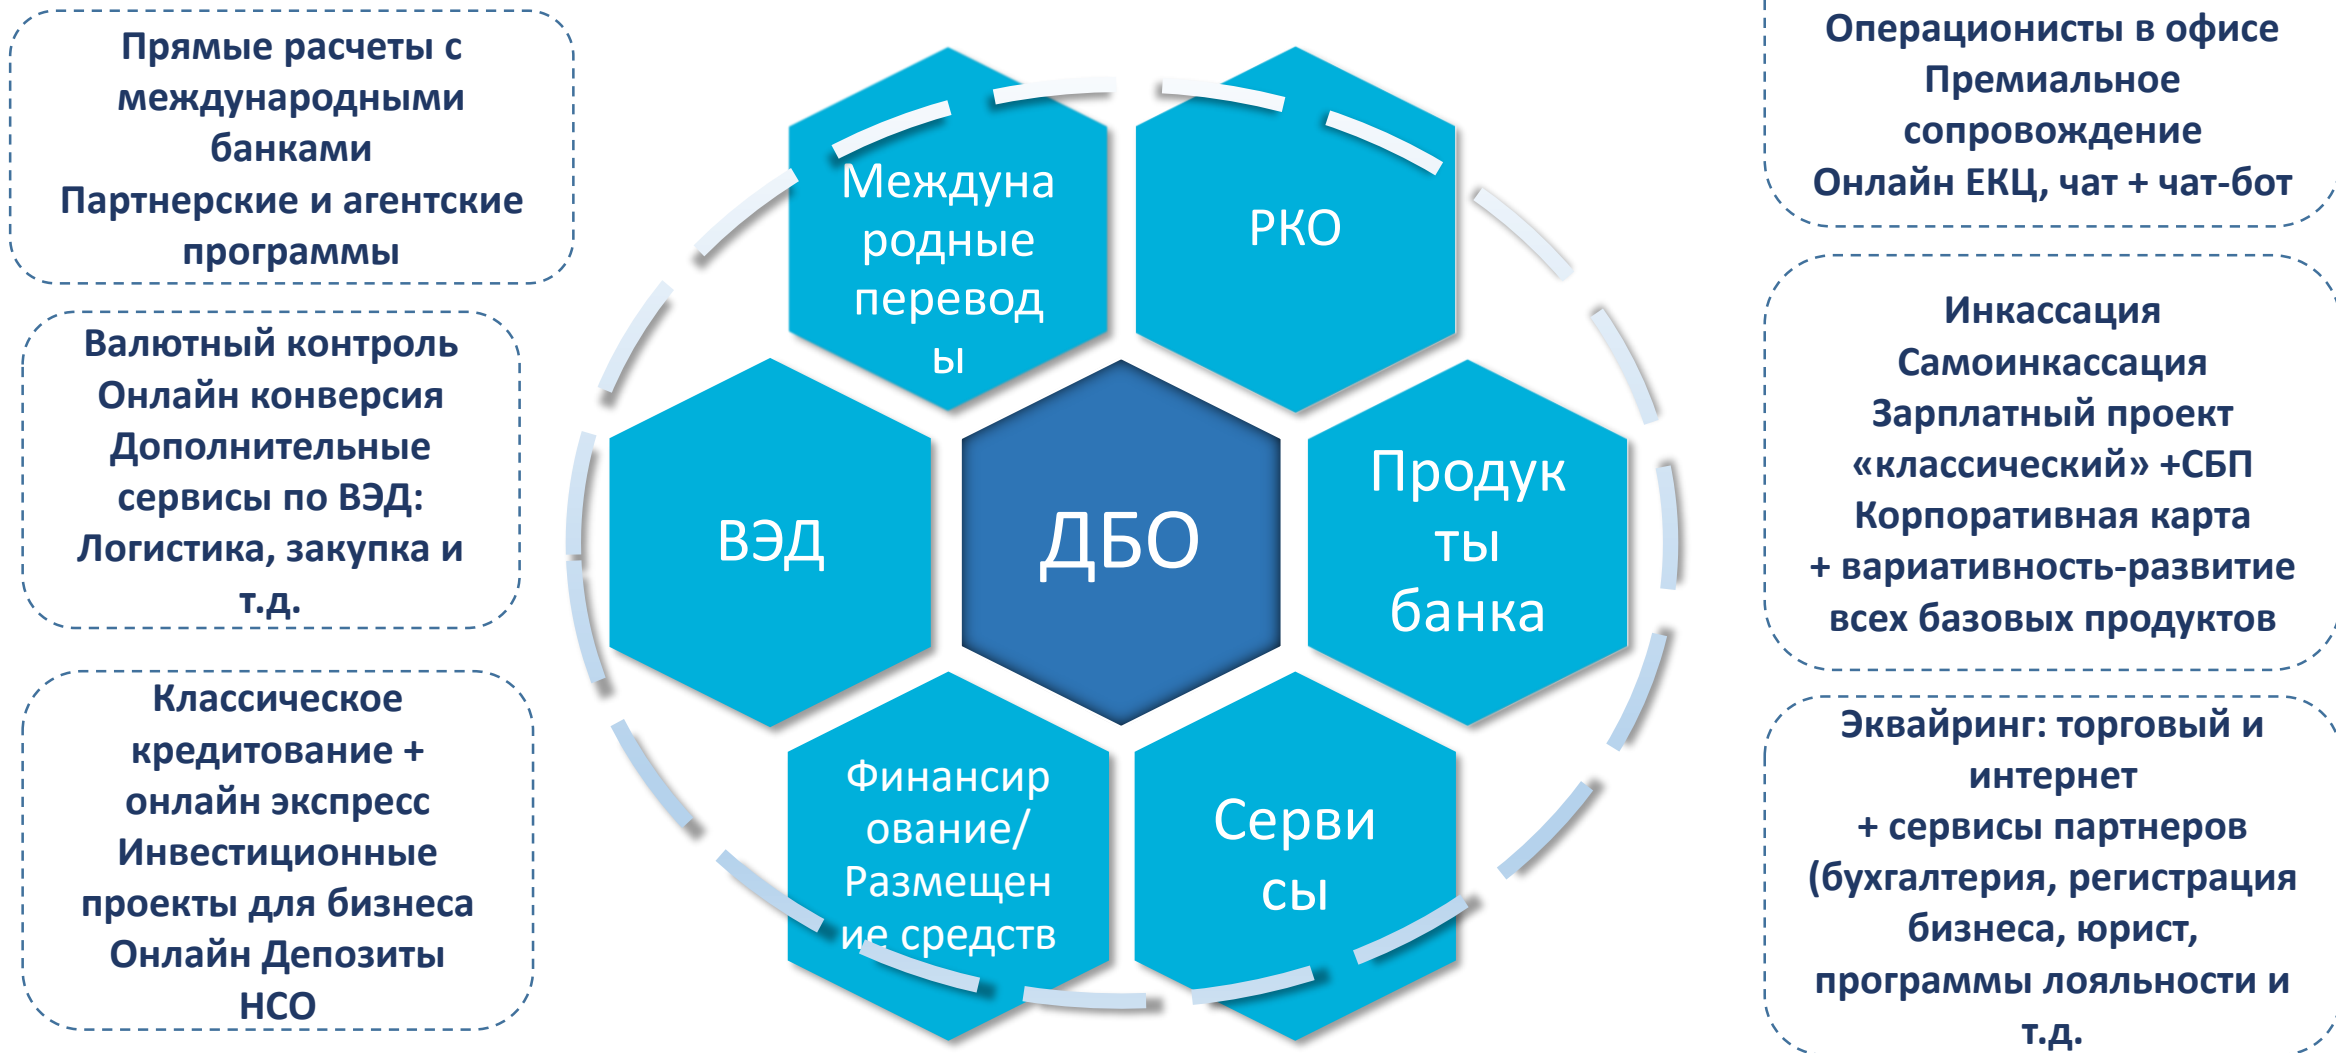 Прямые расчеты с
международными
банками
Партнерские и агентские
программы
Валютный контроль
Онлайн конверсия
Дополнительные
сервисы по ВЭД:
Логистика, закупка и
т.д.
Классическое
кредитование +
онлайн экспресс
Инвестиционные
проекты для бизнеса
Онлайн Депозиты
НСО
Междуна
родные
перевод
ы
РКО
ВЭД
ДБО
Продук
ты
банка
Финансир
ование/
Размещен
ие средств
Серви
сы
Операционисты в офисе
Премиальное
сопровождение
Онлайн ЕКЦ, чат + чат-бот
Инкассация
Самоинкассация
Зарплатный проект
«классический» +СБП
Корпоративная карта
+ вариативность-развитие
всех базовых продуктов
Эквайринг: торговый и
интернет
+ сервисы партнеров
(бухгалтерия, регистрация
бизнеса, юрист,
программы лояльности и
т.д.